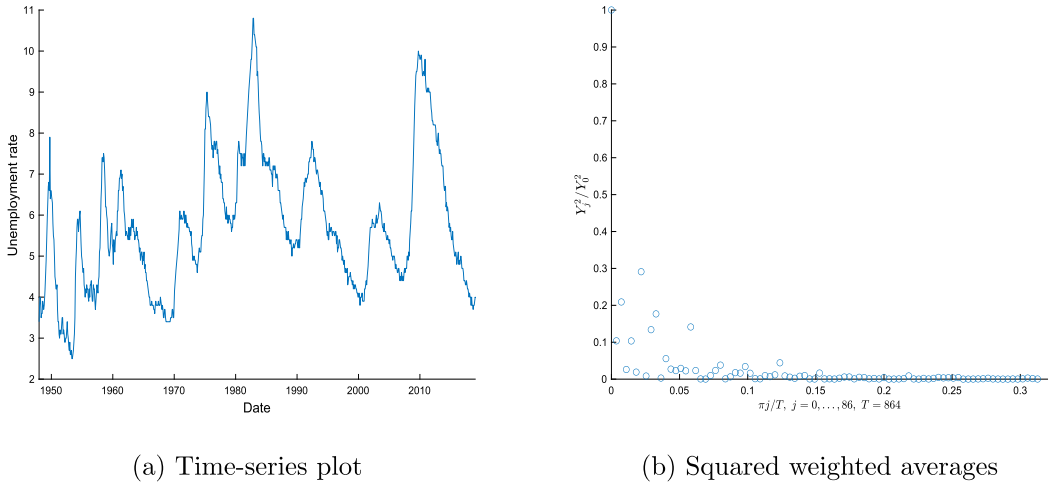 11
10
9
8
7
6
5
4
3
2
Unemployment rate
1950 1960 1970 1980 1990 2000 2010
Date
(a) Time-series plot
1
0.9
0.8
0.7
0.6
0.5
0.4
0.3
0.2
0.1
0
Y_j^2/Y_0^2
0 0.05 0.1 0.15 0.2 0.25 0.3
πj/T, j = 0, . . . , 86, T = 864
(b) Squared weighted averages